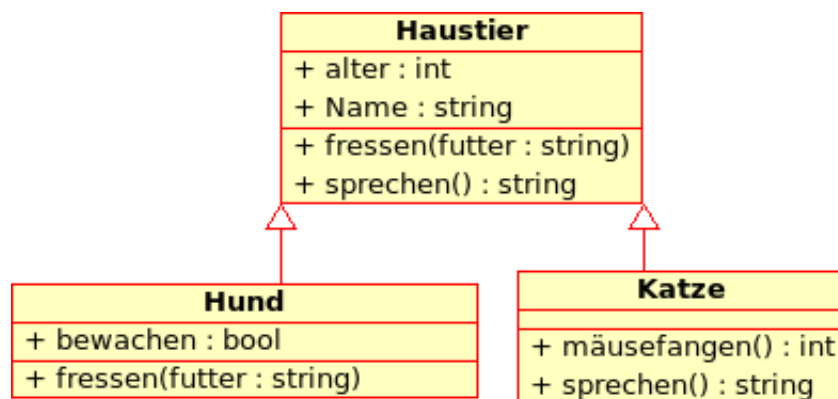 Haustier
+ alter : int
+ Name : string
+ fressen(futter : string)
+ sprechen() : string
Hund
+ bewachen : bool
+ fressen(futter : string)
Katze
+ mäusefangen() : int
+ sprechen() : string